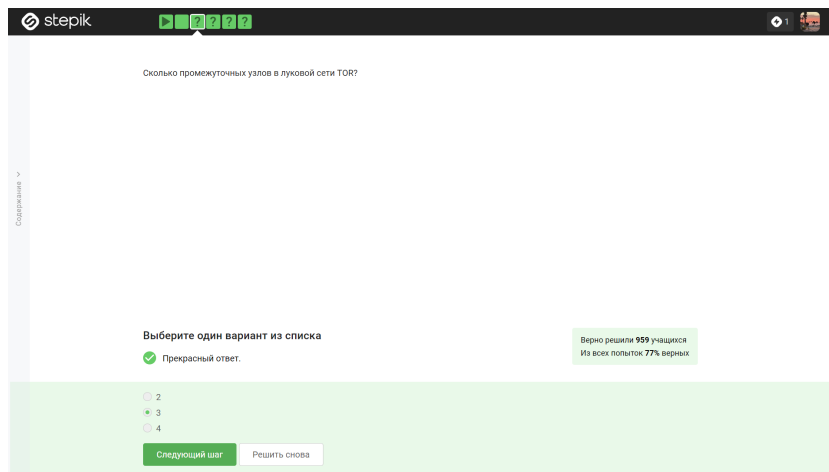 stepik
? ? ? ?
1
Сколько промежуточных узлов в луковой сети TOR?
Содержание
Выберите один вариант из списка
Прекрасный ответ.
Верно решили 959 учащихся
Из всех попыток 77% верных
2
3
4
Следующий шаг
Решить снова